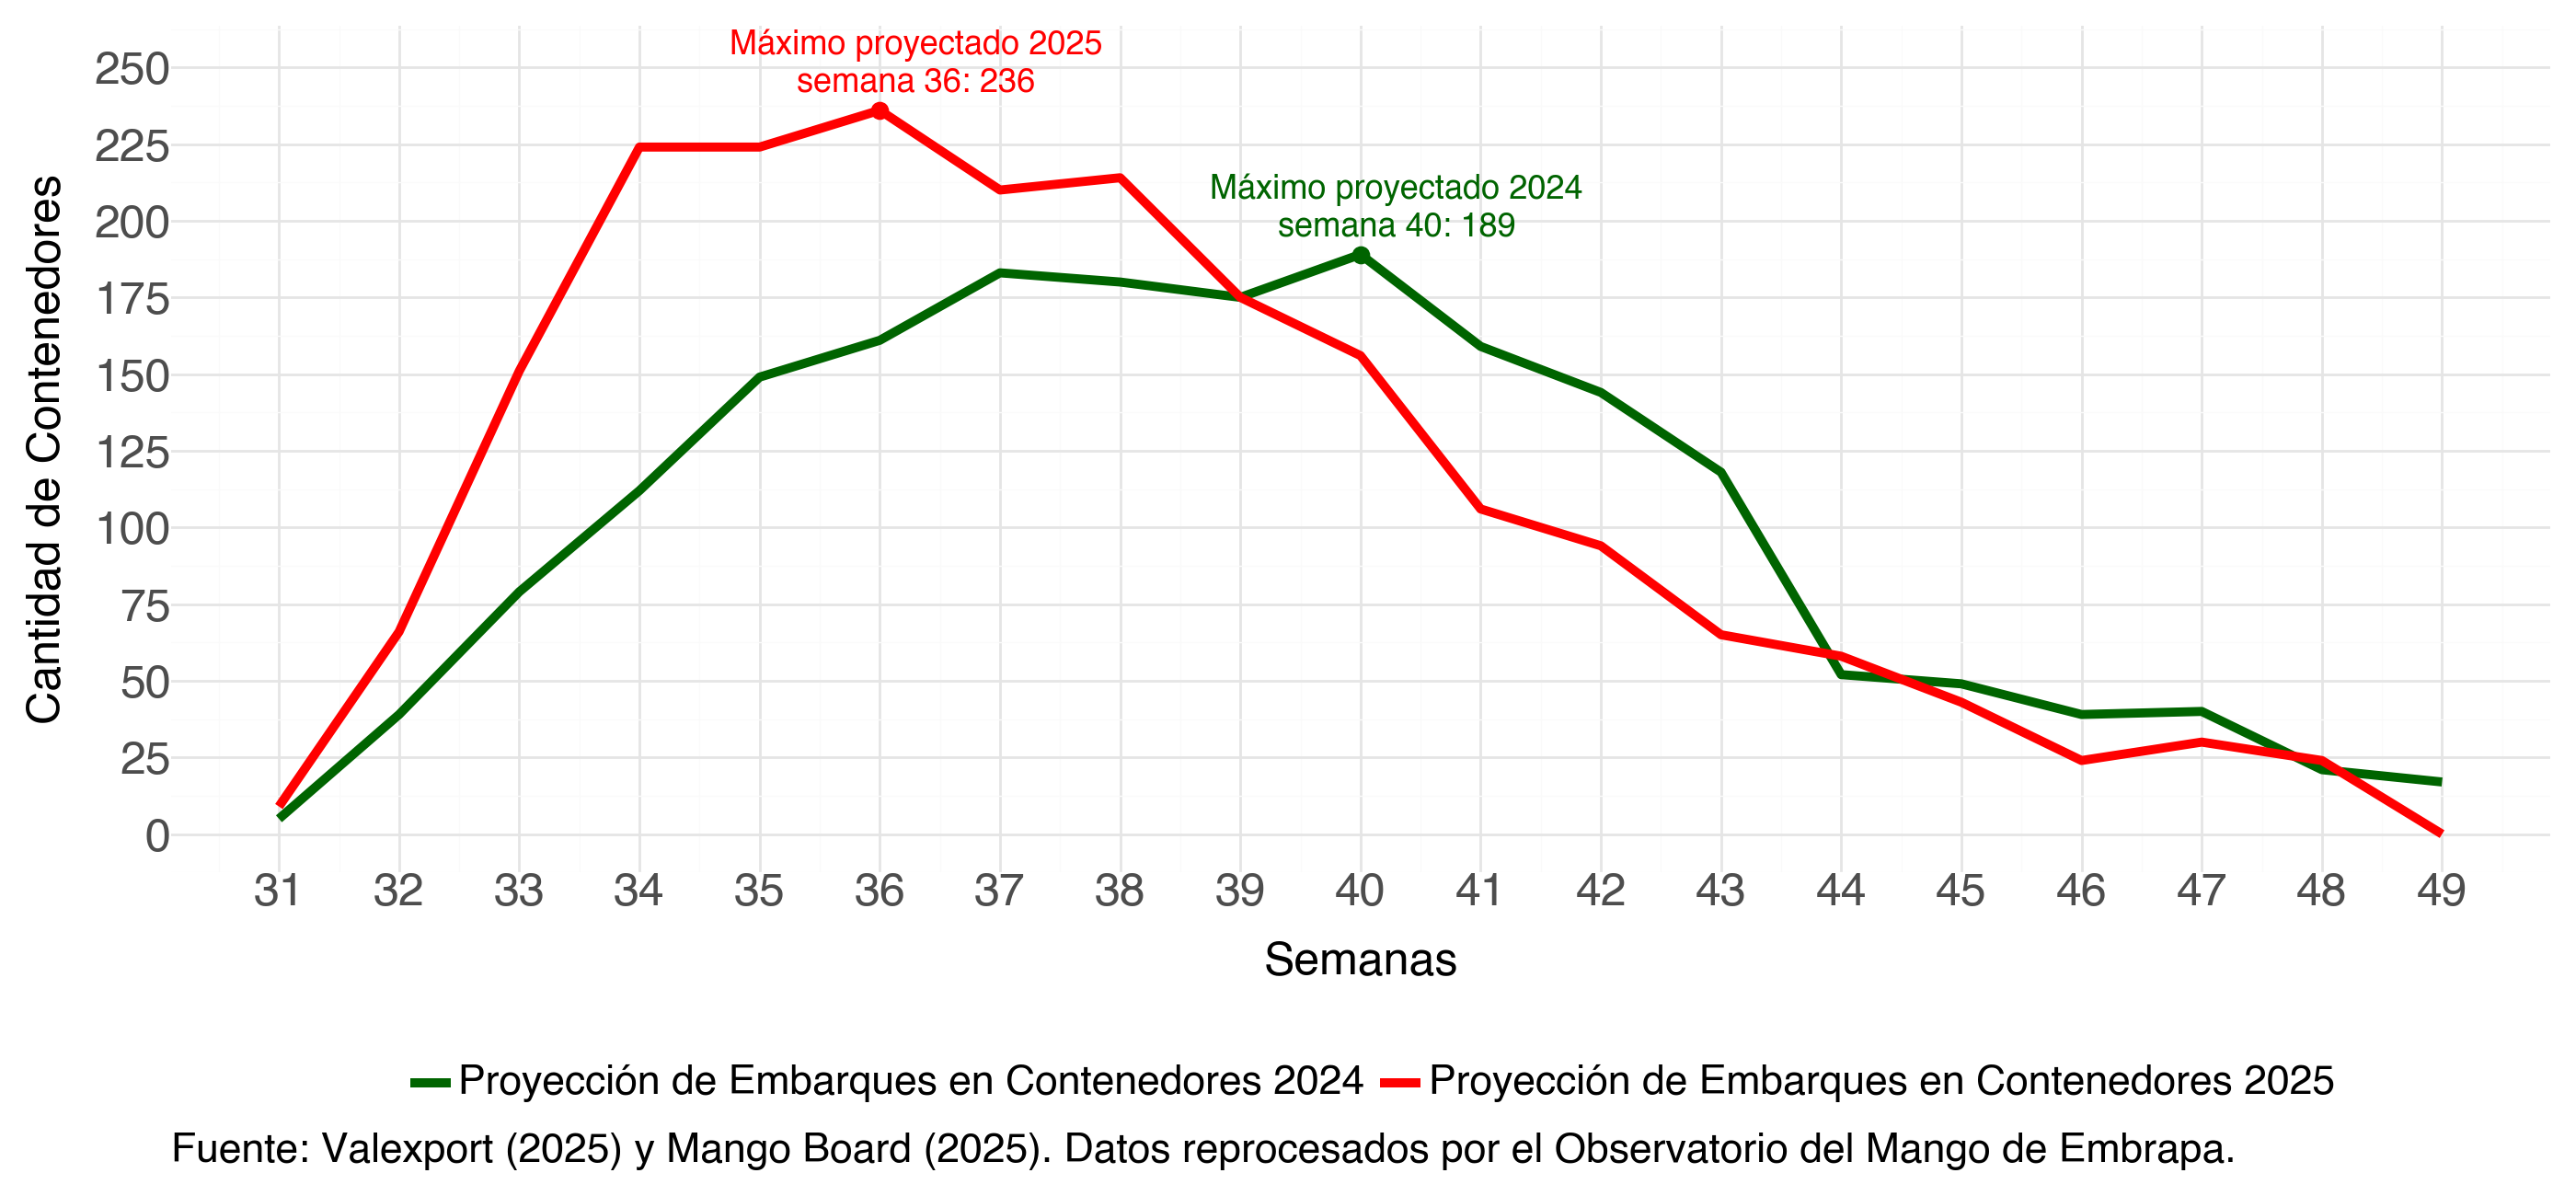 Máximo proyectado 2025
semana 36: 236
Máximo proyectado 2024
semana 40: 189
Cantidad de Contenedores
250
225
200
175
150
125
100
75
50
25
0
31 32 33 34 35 36 37 38 39 40 41 42 43 44 45 46 47 48 49
Semanas
Proyección de Embarques en Contenedores 2024 Proyección de Embarques en Contenedores 2025
Fuente: Valexport (2025) y Mango Board (2025). Datos reprocesados por el Observatorio del Mango de Embrapa.